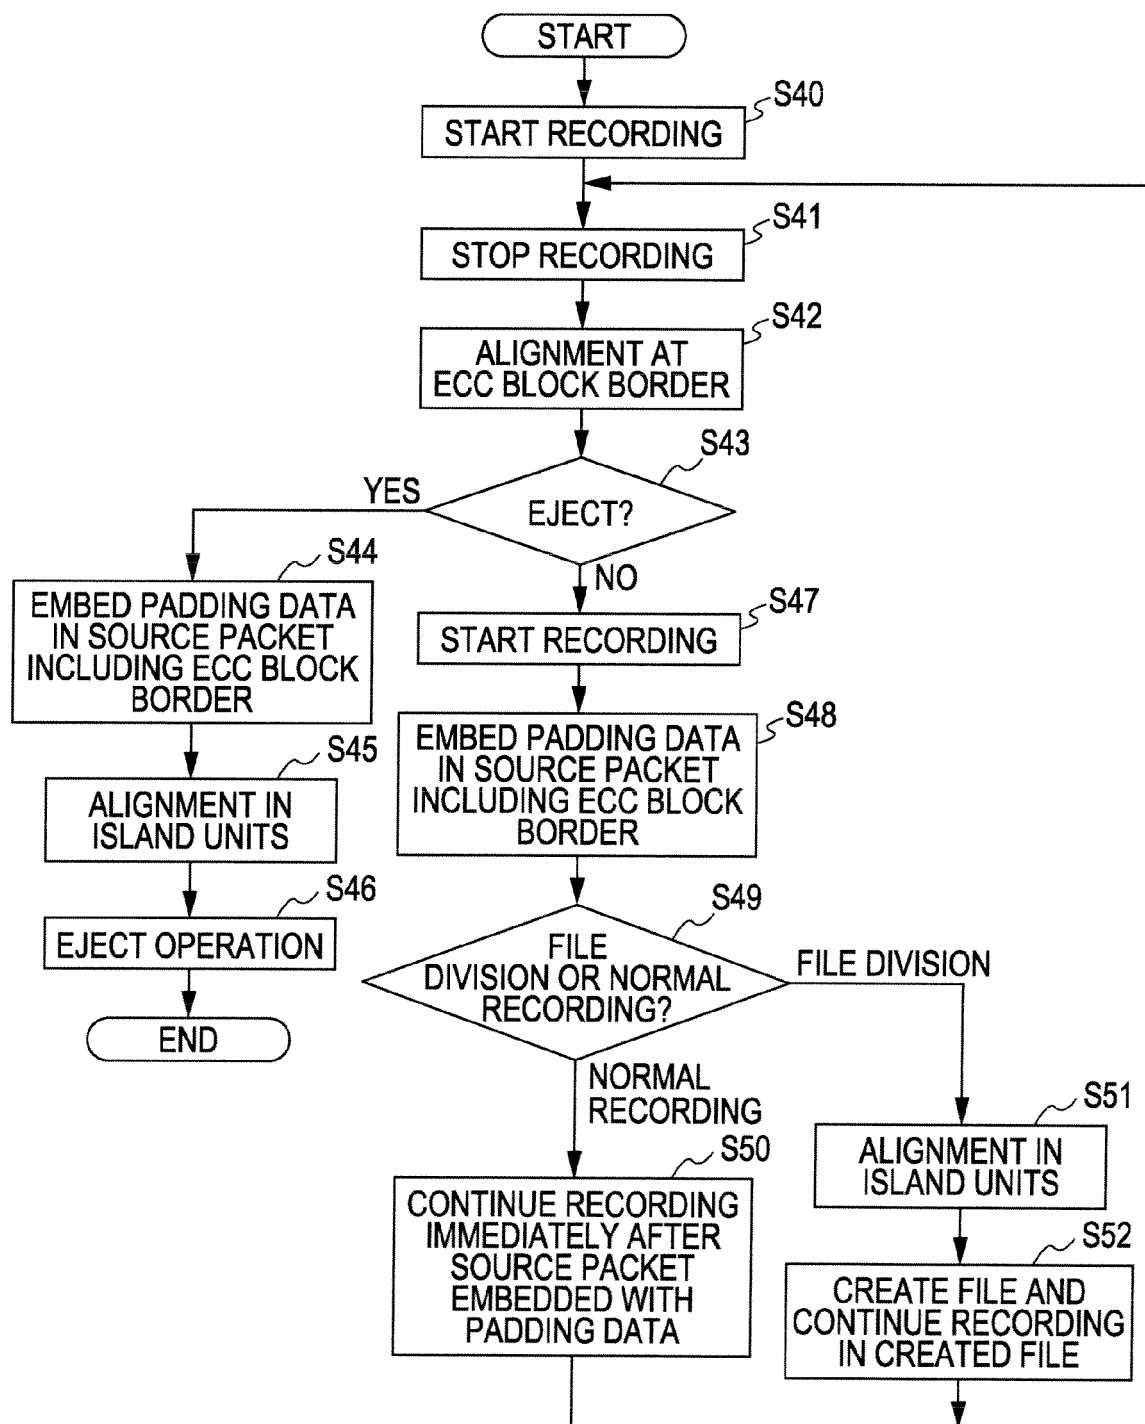 START
S40
START RECORDING
S41
STOP RECORDING
S42
ALIGNMENT AT
ECC BLOCK BORDER
S43
YES
EJECT?
NO
S44
EMBED PADDING DATA
IN SOURCE PACKET
INCLUDING ECC BLOCK
BORDER
S45
ALIGNMENT IN
ISLAND UNITS
S46
EJECT OPERATION
END
S47
START RECORDING
S48
EMBED PADDING DATA
IN SOURCE PACKET
INCLUDING ECC BLOCK
BORDER
S49
FILE
DIVISION OR NORMAL
RECORDING?
FILE DIVISION
NORMAL
RECORDING
S50
CONTINUE RECORDING
IMMEDIATELY AFTER
SOURCE PACKET
EMBEDDED WITH
PADDING DATA
S51
ALIGNMENT IN
ISLAND UNITS
S52
CREATE FILE AND
CONTINUE RECORDING
IN CREATED FILE